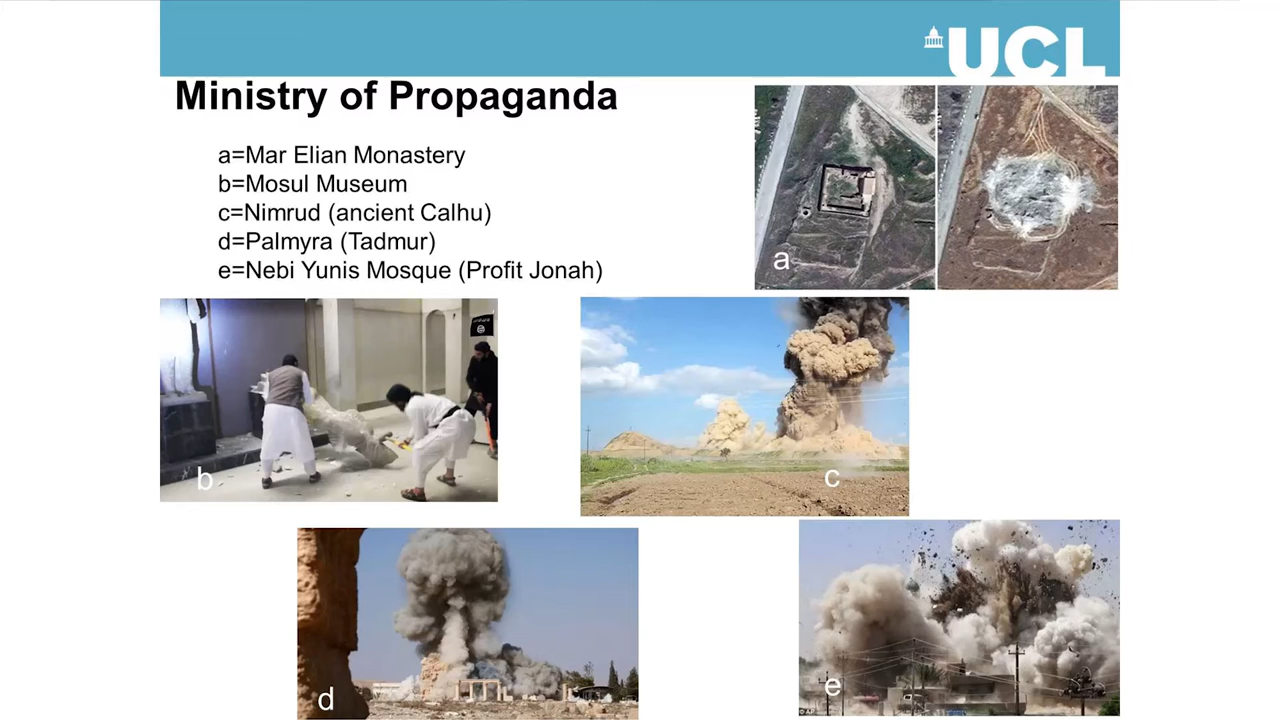 UCL
Ministry of Propaganda
a=Mar Elian Monastery
b=Mosul Museum
c=Nimrud (ancient Calhu)
d=Palmyra (Tadmur)
e=Nebi Yunis Mosque (Profit Jonah)
a
b
c
d
e